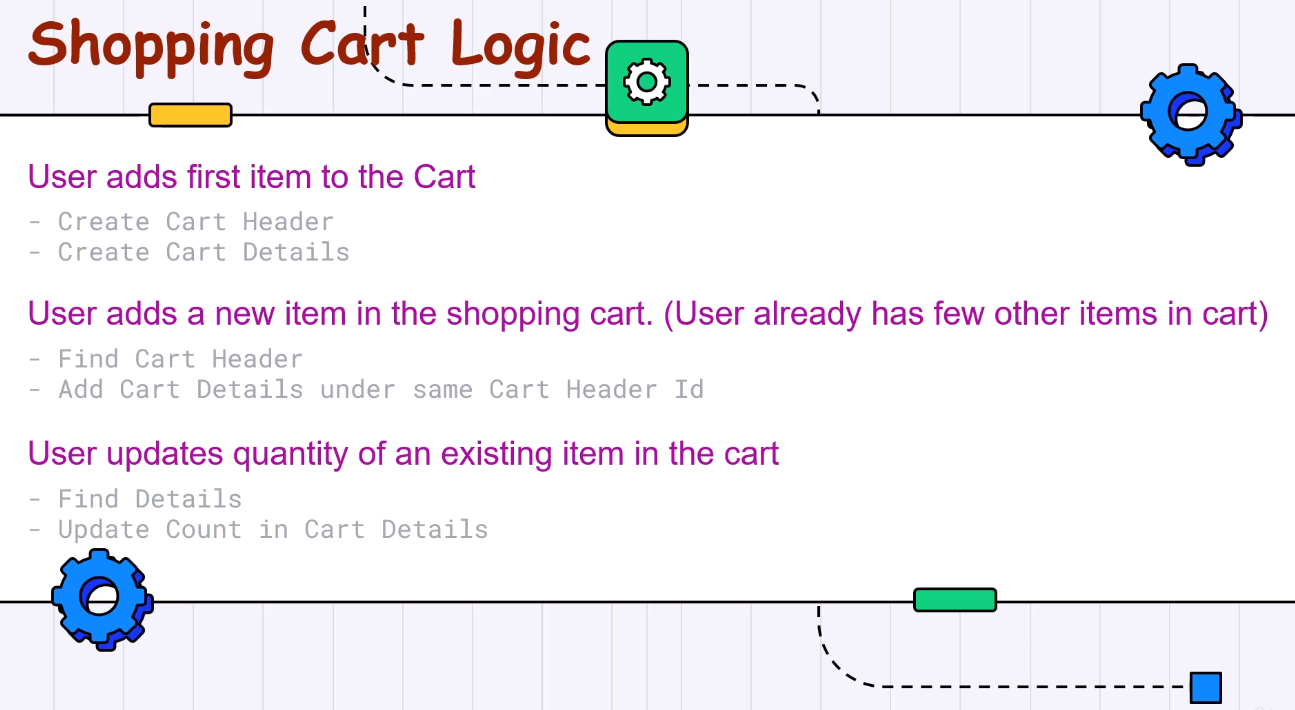 Shopping Cart Logic
User adds first item to the Cart
- Create Cart Header
- Create Cart Details
User adds a new item in the shopping cart. (User already has few other items in cart)
- Find Cart Header
- Add Cart Details under same Cart Header Id
User updates quantity of an existing item in the cart
- Find Details
- Update Count in Cart Details